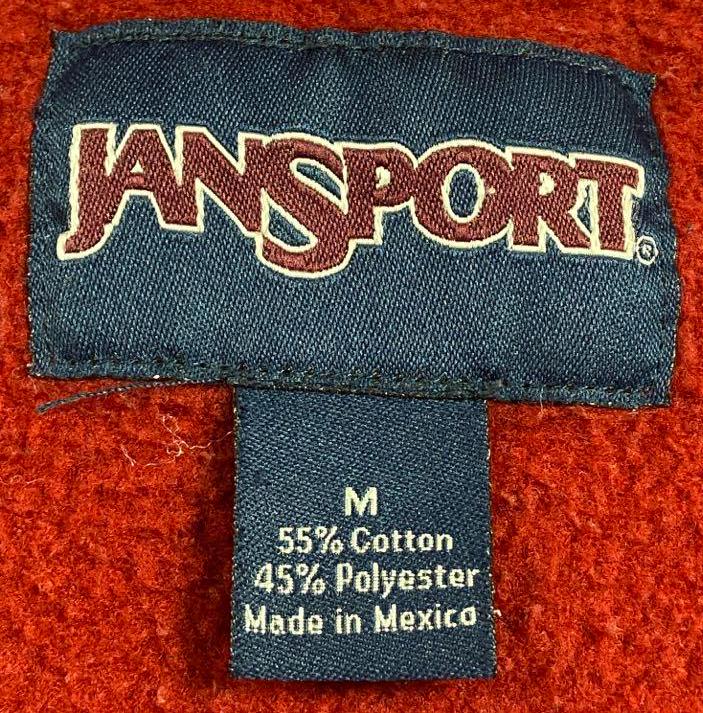 JANSPORT®
M
55% Cotton
45% Polyester
Made in Mexico